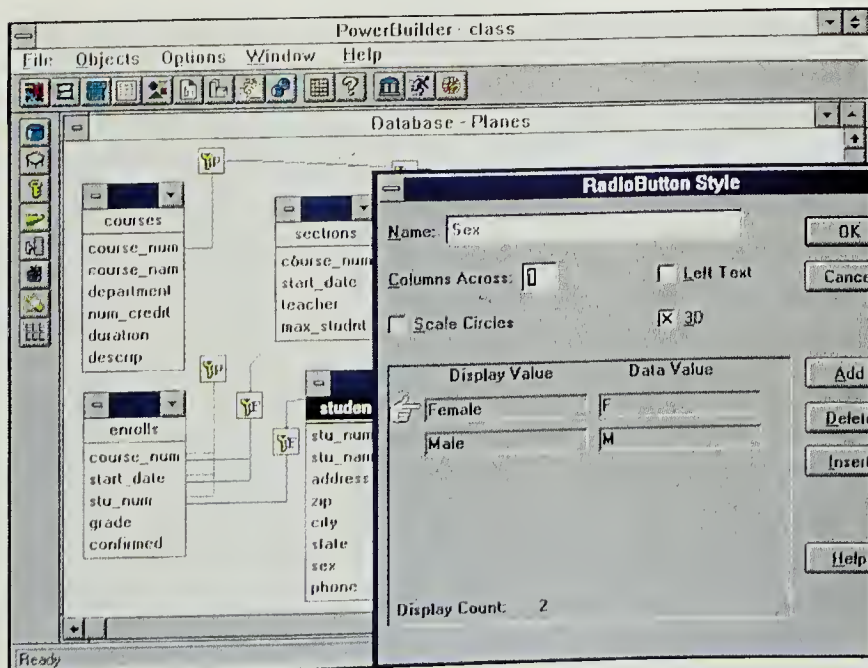 PowerBuilder - class
File Objects Options Window Help
Database - Planes
courses
course_num
course_nam
department
num_credit
duration
descrip
sections
course_num
start_date
teacher
max_studnt
enrolls
course_num
start_date
stu_num
grade
confirmed
studen
stu_num
stu_nam
address
zip
city
state
sex
phone
RadioButton Style
Name: Sex
OK
Columns Across:
Left Text
Cance
Scale Circles
3D
Display Value Data Value
Female F
Male M
Add
Delete
Insert
Help
Display Count: 2
Ready